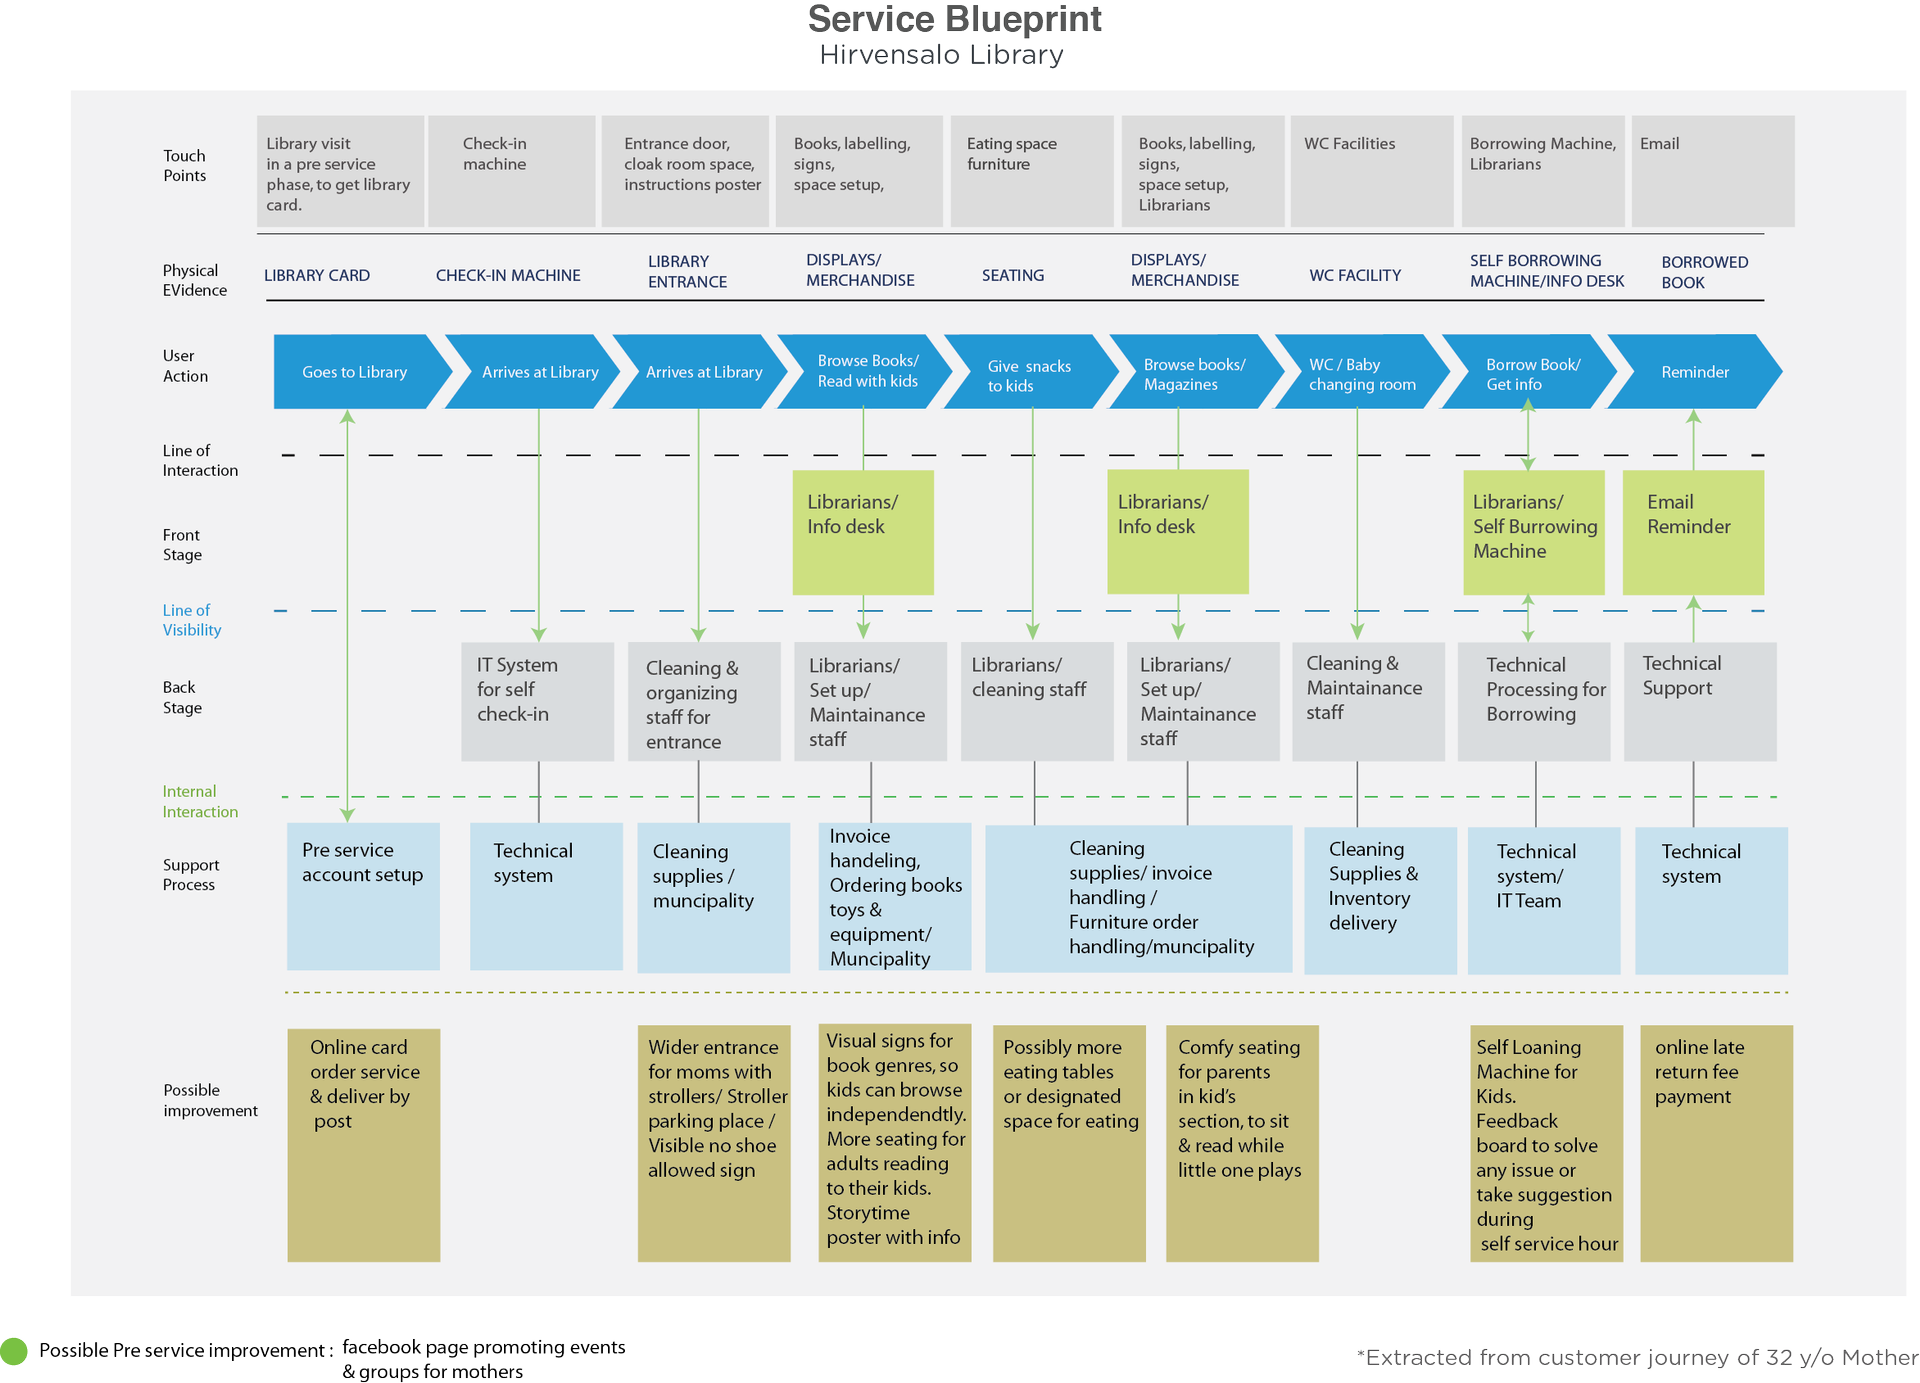 Service Blueprint
Hirvensalo Library
Touch
Points
Library visit
in a pre service
phase, to get library
card.
Check-in
machine
Entrance door,
cloak room space,
instructions poster
Books, labelling,
signs,
space setup,
Eating space
furniture
Books, labelling,
signs,
space setup,
Librarians
WC Facilities
Borrowing Machine,
Librarians
Email
Physical
EVidence
LIBRARY CARD
CHECK-IN MACHINE
LIBRARY
ENTRANCE
DISPLAYS/
MERCHANDISE
SEATING
DISPLAYS/
MERCHANDISE
WC FACILITY
SELF BORROWING
MACHINE/INFO DESK
BORROWED
BOOK
User
Action
Goes to Library
Arrives at Library
Arrives at Library
Browse Books/
Read with kids
Give snacks
to kids
Browse books/
Magazines
WC / Baby
changing room
Borrow Book/
Get info
Reminder
Line of
Interaction
Front
Stage
Librarians/
Info desk
Librarians/
Info desk
Librarians/
Self Burrowing
Machine
Email
Reminder
Line of
Visibility
Back
Stage
IT System
for self
check-in
Cleaning &
organizing
staff for
entrance
Librarians/
Set up/
Maintainance
staff
Librarians/
cleaning staff
Librarians/
Set up/
Maintainance
staff
Cleaning &
Maintainance
staff
Technical
Processing for
Borrowing
Technical
Support
Internal
Interaction
Support
Process
Pre service
account setup
Technical
system
Cleaning
supplies /
muncipality
Invoice
handeling,
Ordering books
toys &
equipment/
Muncipality
Cleaning
supplies/ invoice
handling /
Furniture order
handling/muncipality
Cleaning
Supplies &
Inventory
delivery
Technical
system/
IT Team
Technical
system
Possible
improvement
Online card
order service
& deliver by
post
Wider entrance
for moms with
strollers/ Stroller
parking place /
Visible no shoe
allowed sign
Visual signs for
book genres, so
kids can browse
independendtly.
More seating for
adults reading
to their kids.
Storytime
poster with info
Possibly more
eating tables
or designated
space for eating
Comfy seating
for parents
in kid's
section, to sit
& read while
little one plays
Self Loaning
Machine for
Kids.
Feedback
board to solve
any issue or
take suggestion
during
self service hour
online late
return fee
payment
Possible Pre service improvement : facebook page promoting events
& groups for mothers
*Extracted from customer journey of 32 y/o Mother